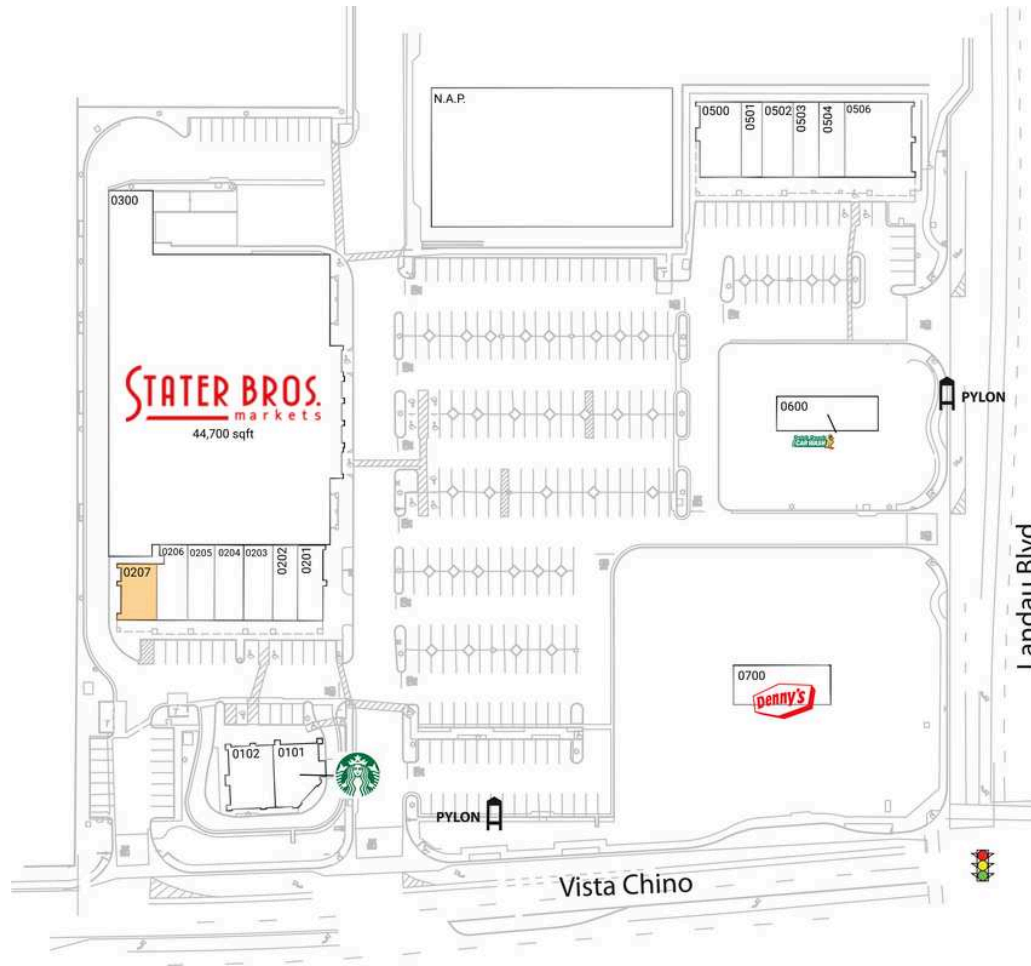 N.A.P.
0500
0501
0502
0503
0504
0506
0300
STATER BROS.
markets
44,700 sqft
0600
PYLON
0207
0206
0205
0204
0203
0202
0201
Landau Blvd
0700
Denny's
0102
0101
PYLON
Vista Chino